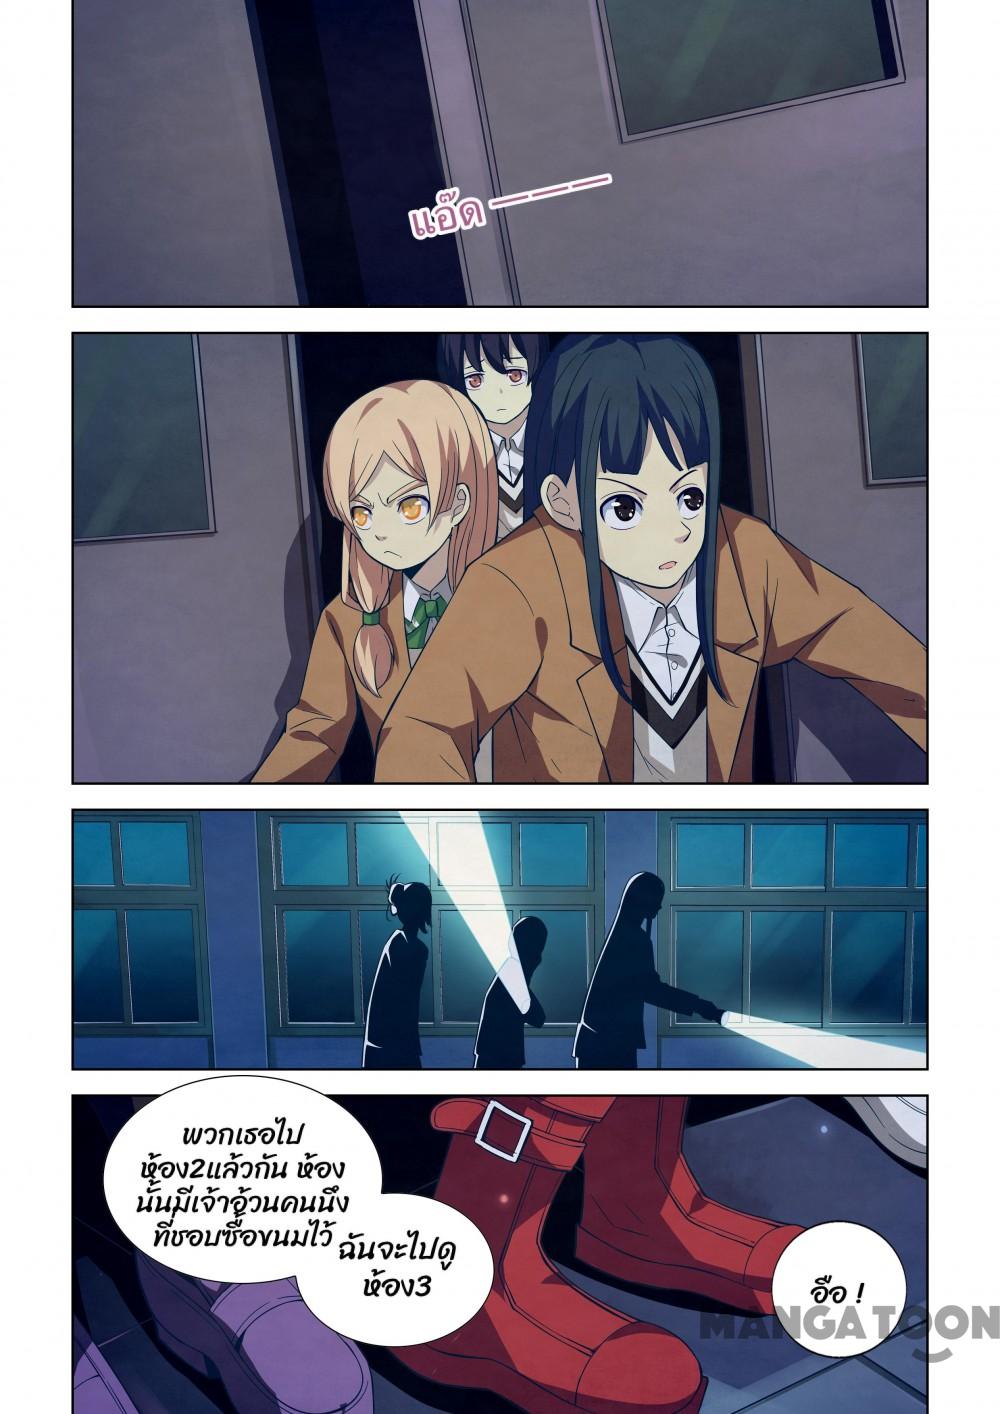 แอ๊ด ———
พวกเธอไป
ห้อง2แล้วกัน ห้อง
นั้นมีเจ้าอ้วนคนนึง
ที่ชอบซื้อขนมไว้
ฉันจะไปดู
ห้อง3
อือ !
MANGATOON